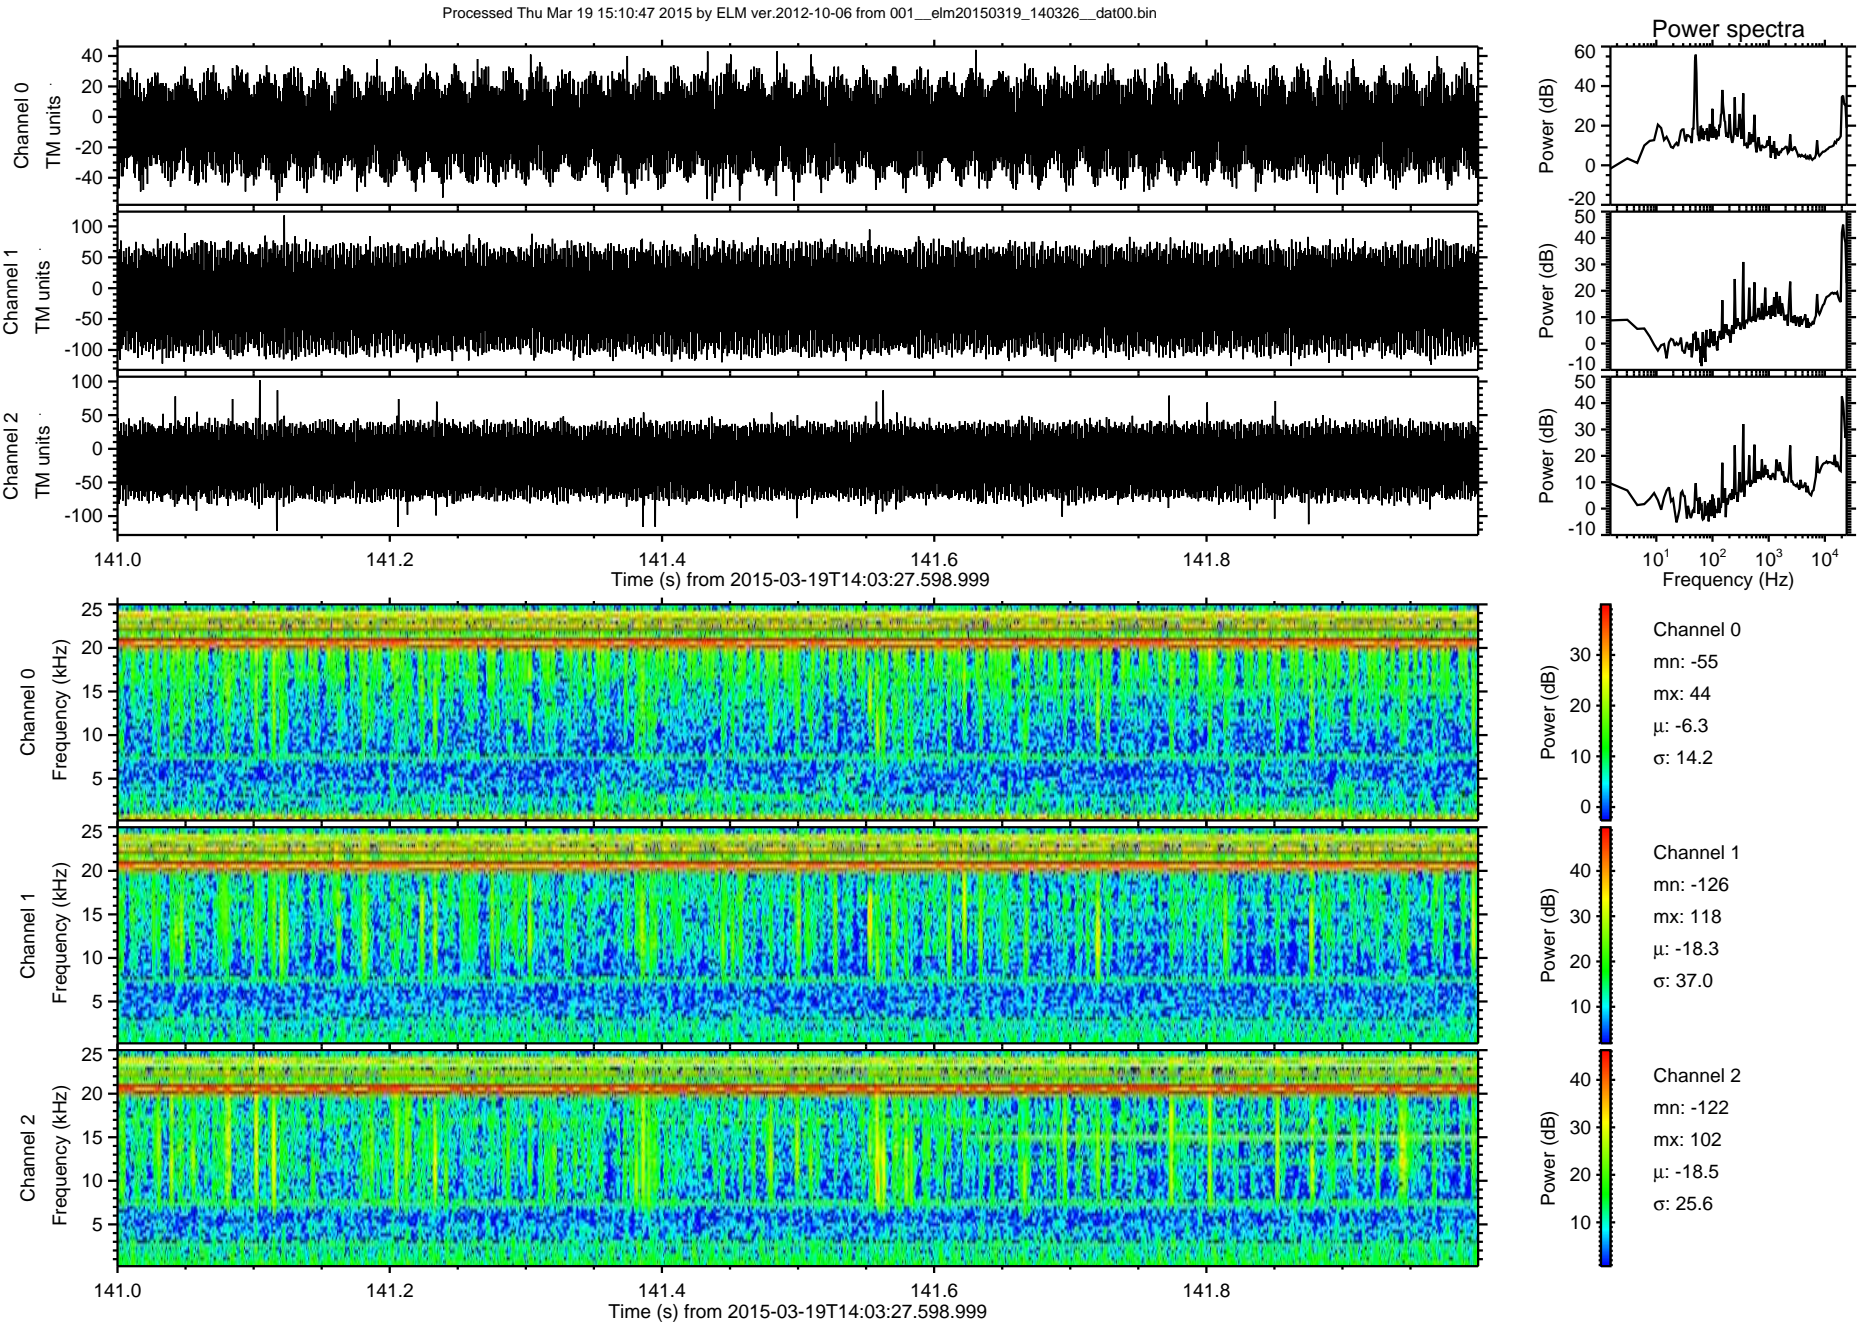 Processed Thu Mar 19 15:10:47 2015 by ELM ver.2012-10-06 from 001__elm20150319_140326__dat00.bin
Power spectra
Channel 0
TM units
40
20
0
-20
-40
Power (dB)
60
40
20
0
-20
Channel 1
TM units
100
50
0
-50
-100
Power (dB)
50
40
30
20
10
0
-10
Channel 2
TM units
100
50
0
-50
-100
Power (dB)
50
40
30
20
10
0
-10
141.0 141.2 141.4 141.6 141.8
Time (s) from 2015-03-19T14:03:27.598.999
10^1 10^2 10^3 10^4
Frequency (Hz)
Channel 0
Frequency (kHz)
25
20
15
10
5
Power (dB)
30
20
10
0
Channel 0
mn: -55
mx: 44
μ: -6.3
σ: 14.2
Channel 1
Frequency (kHz)
25
20
15
10
5
Power (dB)
40
30
20
10
Channel 1
mn: -126
mx: 118
μ: -18.3
σ: 37.0
Channel 2
Frequency (kHz)
25
20
15
10
5
Power (dB)
40
30
20
10
Channel 2
mn: -122
mx: 102
μ: -18.5
σ: 25.6
141.0 141.2 141.4 141.6 141.8
Time (s) from 2015-03-19T14:03:27.598.999